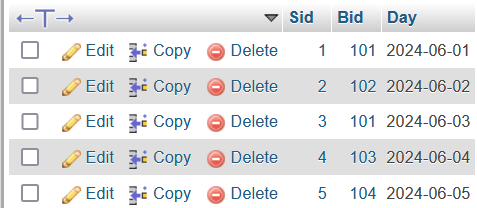 Sid Bid Day
Edit Copy Delete 1 101 2024-06-01
Edit Copy Delete 2 102 2024-06-02
Edit Copy Delete 3 101 2024-06-03
Edit Copy Delete 4 103 2024-06-04
Edit Copy Delete 5 104 2024-06-05